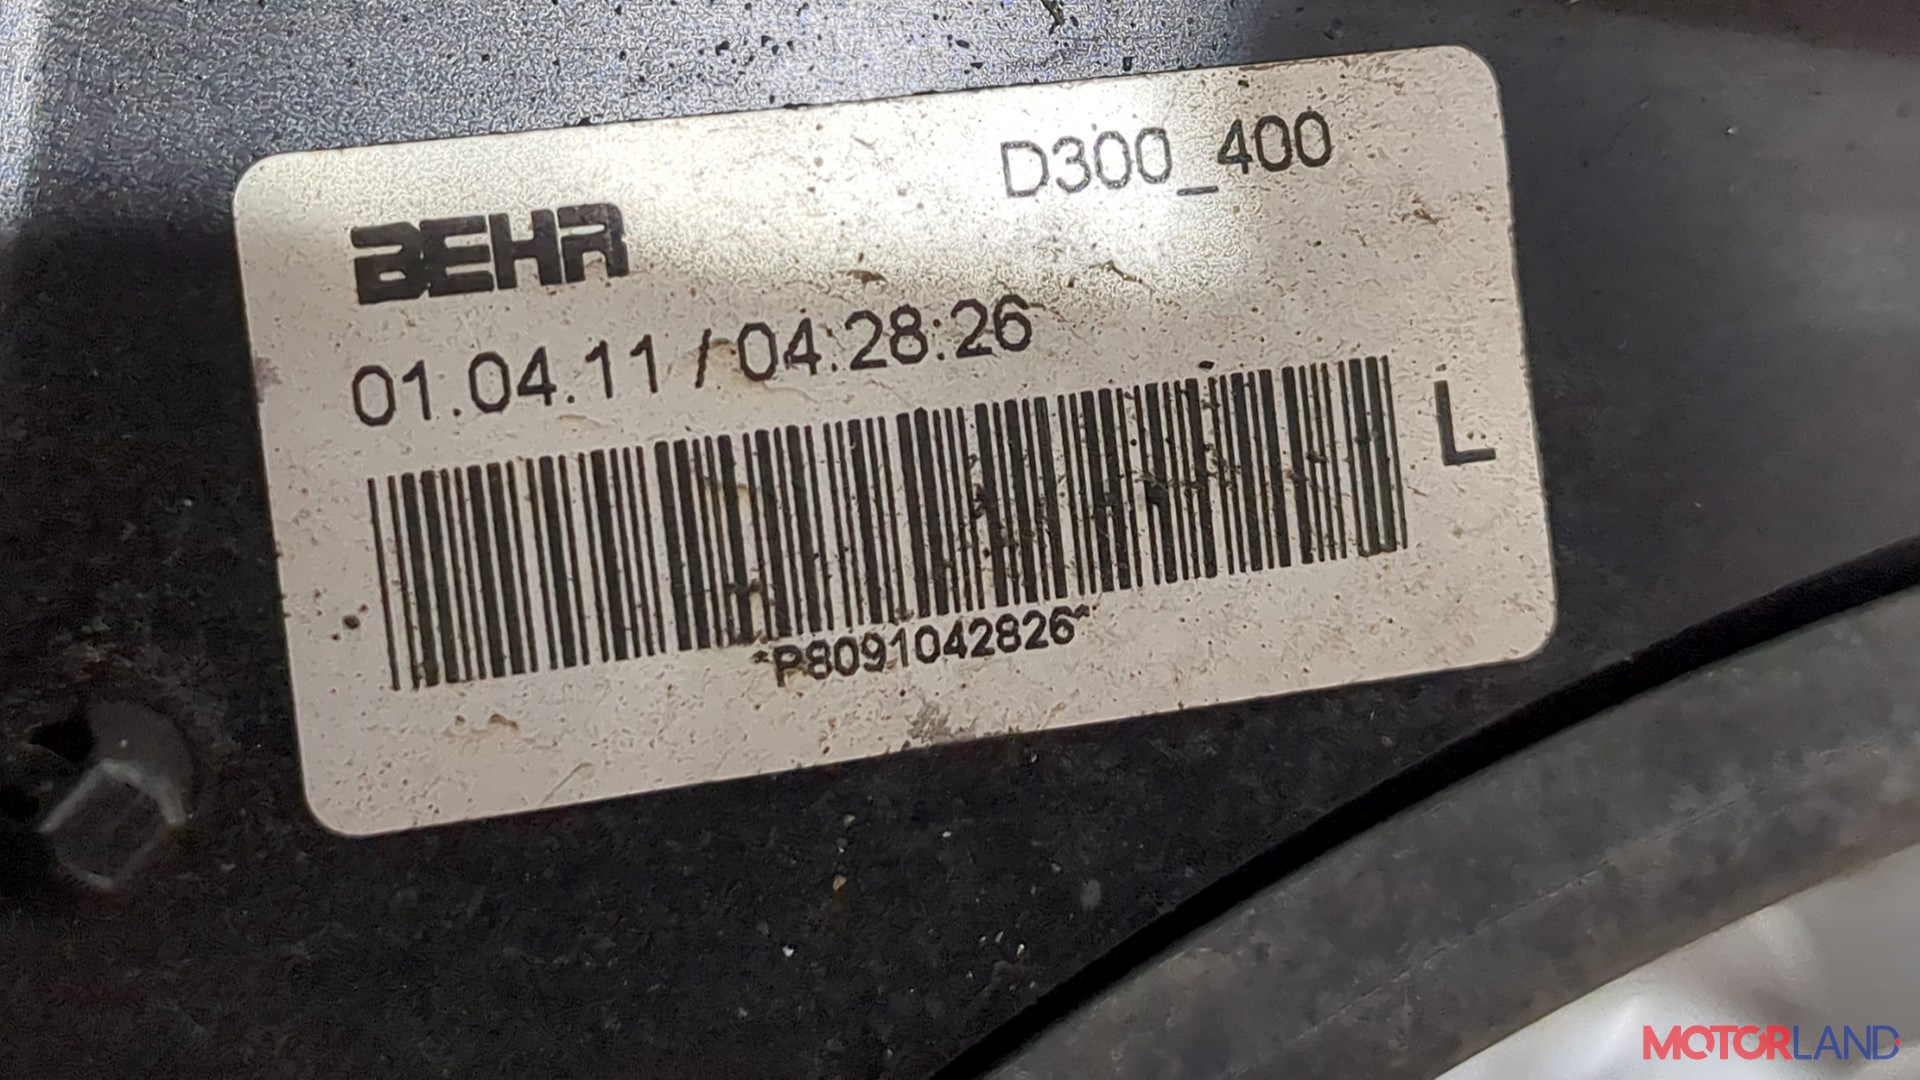 D300_400
BEHR
01.04.11 / 04:28:26
L
*P8091042826*
MOTORLAND